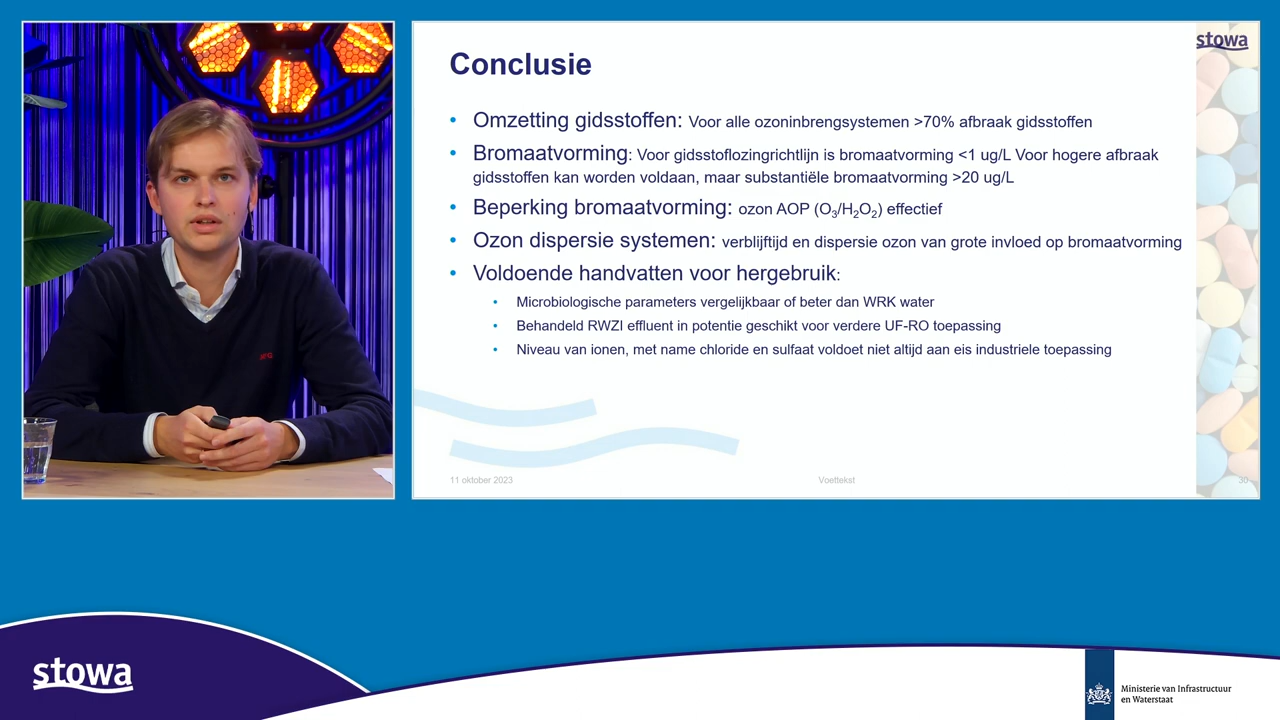 stowa
Conclusie
• Omzetting gidsstoffen: Voor alle ozoninbrengsystemen >70% afbraak gidsstoffen
• Bromaatvorming: Voor gidsstoflozingrichtlijn is bromaatvorming <1 ug/L Voor hogere afbraak
gidsstoffen kan worden voldaan, maar substantiële bromaatvorming >20 ug/L
• Beperking bromaatvorming: ozon AOP (O3/H2O2) effectief
• Ozon dispersie systemen: verblijftijd en dispersie ozon van grote invloed op bromaatvorming
• Voldoende handvatten voor hergebruik:
• Microbiologische parameters vergelijkbaar of beter dan WRK water
• Behandeld RWZI effluent in potentie geschikt voor verdere UF-RO toepassing
• Niveau van ionen, met name chloride en sulfaat voldoet niet altijd aan eis industriele toepassing
11 oktober 2023
Voettekst
30
stowa
Ministerie van Infrastructuur
en Waterstaat